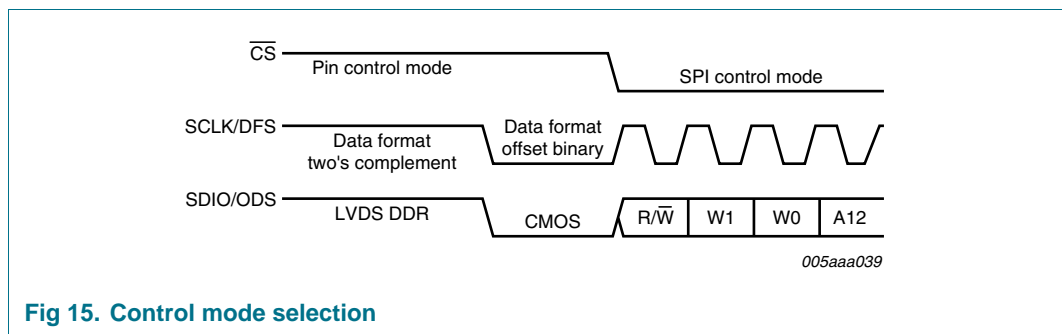 C̅S̅
Pin control mode
SPI control mode
SCLK/DFS
Data format
two's complement
Data format
offset binary
SDIO/ODS
LVDS DDR
CMOS
R/W̅
W1
W0
A12
005aaa039
Fig 15. Control mode selection